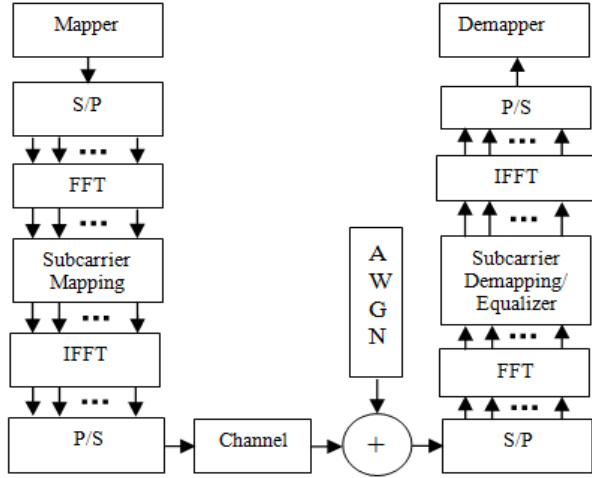 Mapper
S/P
...
FFT
...
Subcarrier
Mapping
...
IFFT
...
P/S
Channel
+
A
W
G
N
Demapper
P/S
...
IFFT
...
Subcarrier
Demapping/
Equalizer
...
FFT
...
S/P